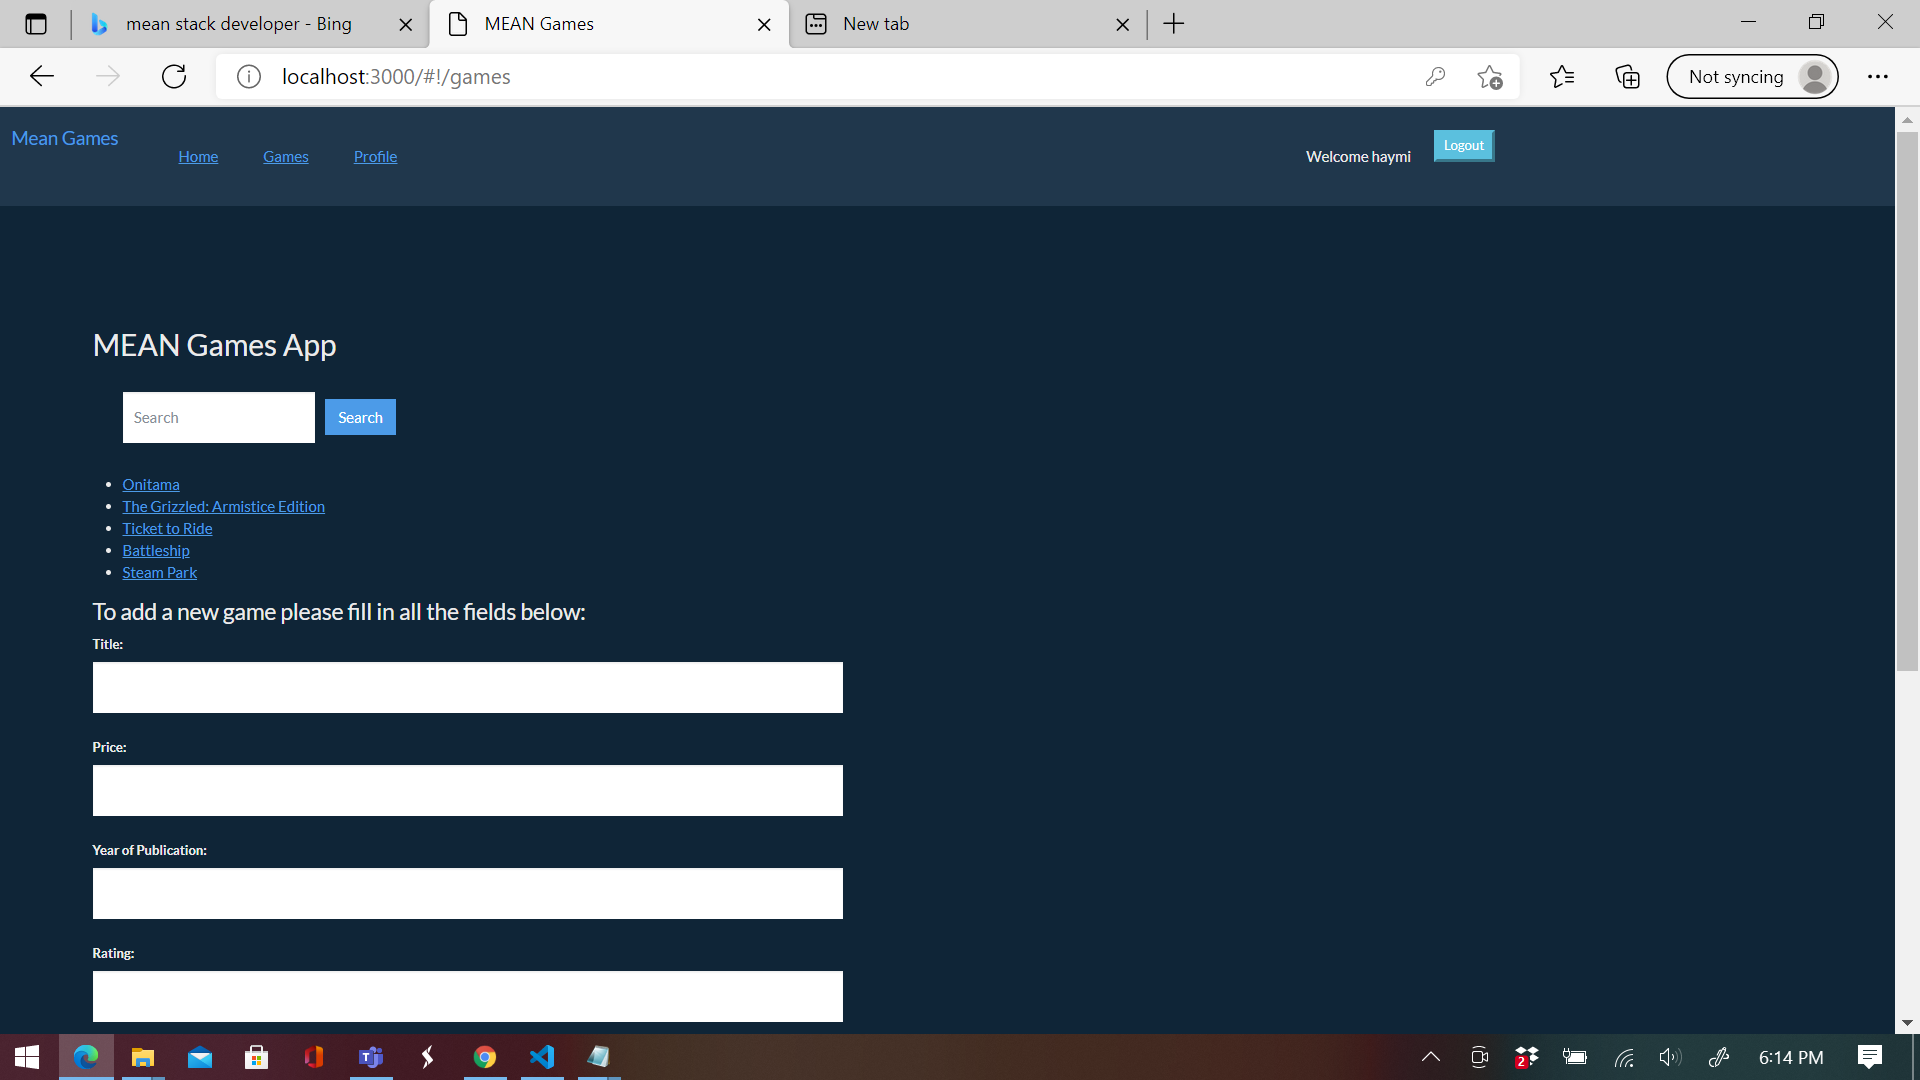 mean stack developer - Bing
MEAN Games
New tab
localhost:3000/#!/games
Not syncing
Mean Games
Home
Games
Profile
Welcome haymi
Logout
MEAN Games App
Search
Search
Onitama
The Grizzled: Armistice Edition
Ticket to Ride
Battleship
Steam Park
To add a new game please fill in all the fields below:
Title:
Price:
Year of Publication:
Rating:
2
6:14 PM